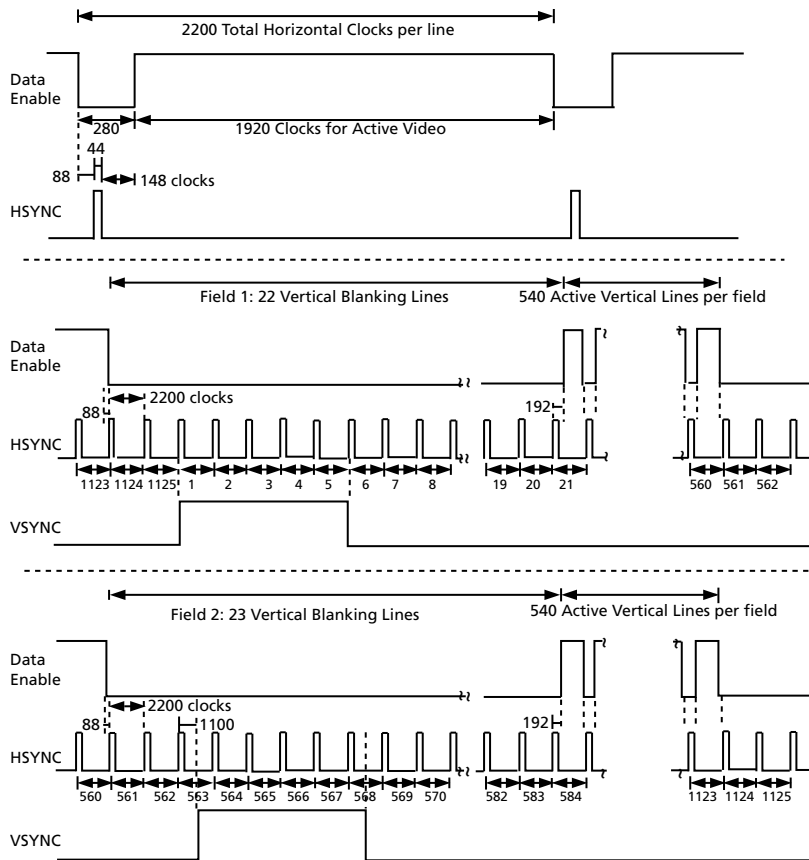 2200 Total Horizontal Clocks per line
Data
Enable
280
1920 Clocks for Active Video
44
88
148 clocks
HSYNC
Field 1: 22 Vertical Blanking Lines
540 Active Vertical Lines per field
Data
Enable
2200 clocks
88
192
HSYNC
1123 1124 1125 1 2 3 4 5 6 7 8 19 20 21 560 561 562
VSYNC
Field 2: 23 Vertical Blanking Lines
540 Active Vertical Lines per field
Data
Enable
2200 clocks
88
1100
192
HSYNC
560 561 562 563 564 565 566 567 568 569 570 582 583 584 1123 1124 1125
VSYNC